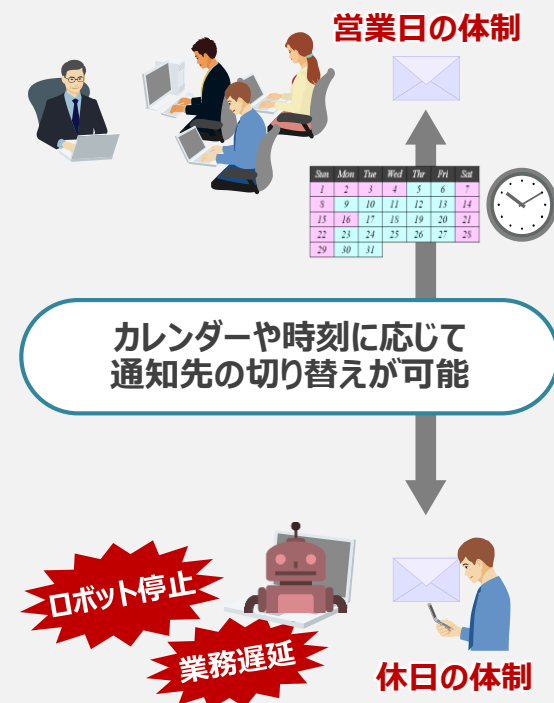 営業日の体制
Sun Mon Tue Wed Thr Fri Sat
1 2 3 4 5 6 7
8 9 10 11 12 13 14
15 16 17 18 19 20 21
22 23 24 25 26 27 28
29 30 31
カレンダーや時刻に応じて
通知先の切り替えが可能
ロボット停止
業務遅延
休日の体制